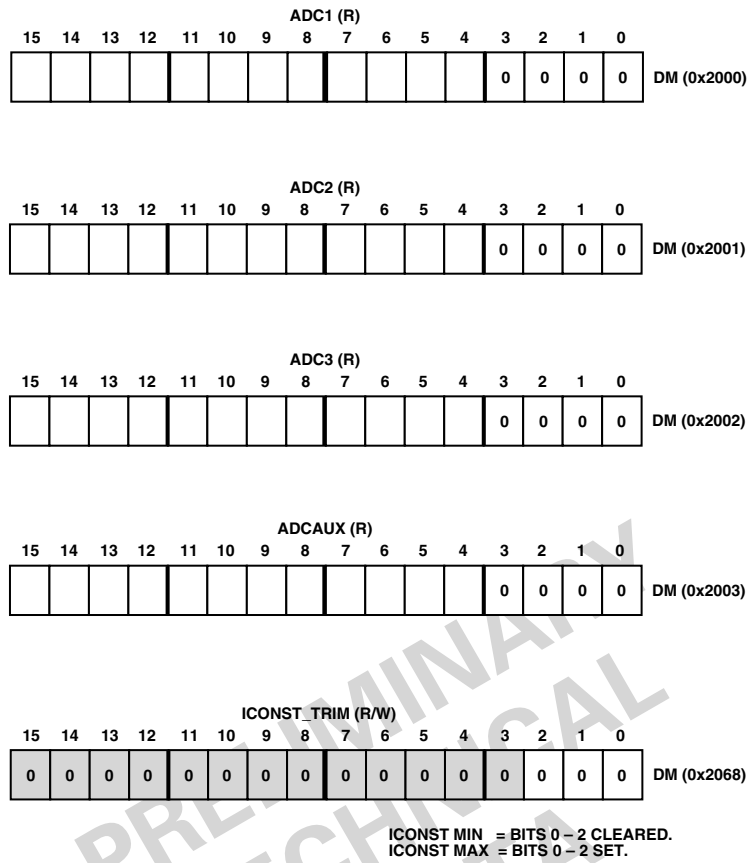 ADC1 (R)
15 14 13 12 11 10 9 8 7 6 5 4 3 2 1 0
0 0 0 0 DM (0x2000)
ADC2 (R)
15 14 13 12 11 10 9 8 7 6 5 4 3 2 1 0
0 0 0 0 DM (0x2001)
ADC3 (R)
15 14 13 12 11 10 9 8 7 6 5 4 3 2 1 0
0 0 0 0 DM (0x2002)
ADCAUX (R)
15 14 13 12 11 10 9 8 7 6 5 4 3 2 1 0
0 0 0 0 DM (0x2003)
ICONST_TRIM (R/W)
15 14 13 12 11 10 9 8 7 6 5 4 3 2 1 0
0 0 0 0 0 0 0 0 0 0 0 0 0 0 0 0 DM (0x2068)
ICONST MIN = BITS 0 – 2 CLEARED.
ICONST MAX = BITS 0 – 2 SET.
PRELIMINARY
TECHNICAL
DATA